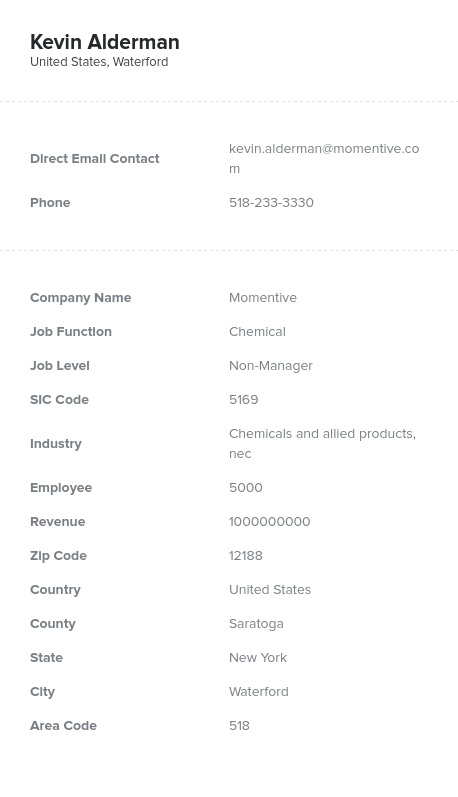 Kevin Alderman
United States, Waterford
Direct Email Contact kevin.alderman@momentive.co
m
Phone 518-233-3330
Company Name Momentive
Job Function Chemical
Job Level Non-Manager
SIC Code 5169
Industry Chemicals and allied products,
nec
Employee 5000
Revenue 1000000000
Zip Code 12188
Country United States
County Saratoga
State New York
City Waterford
Area Code 518